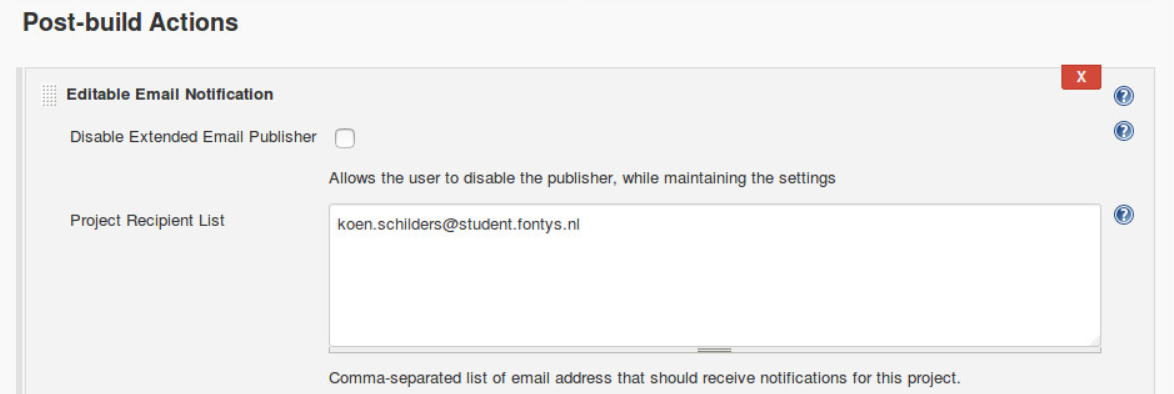 Post-build Actions
X
Editable Email Notification
Disable Extended Email Publisher
Allows the user to disable the publisher, while maintaining the settings
Project Recipient List
koen.schilders@student.fontys.nl
Comma-separated list of email address that should receive notifications for this project.